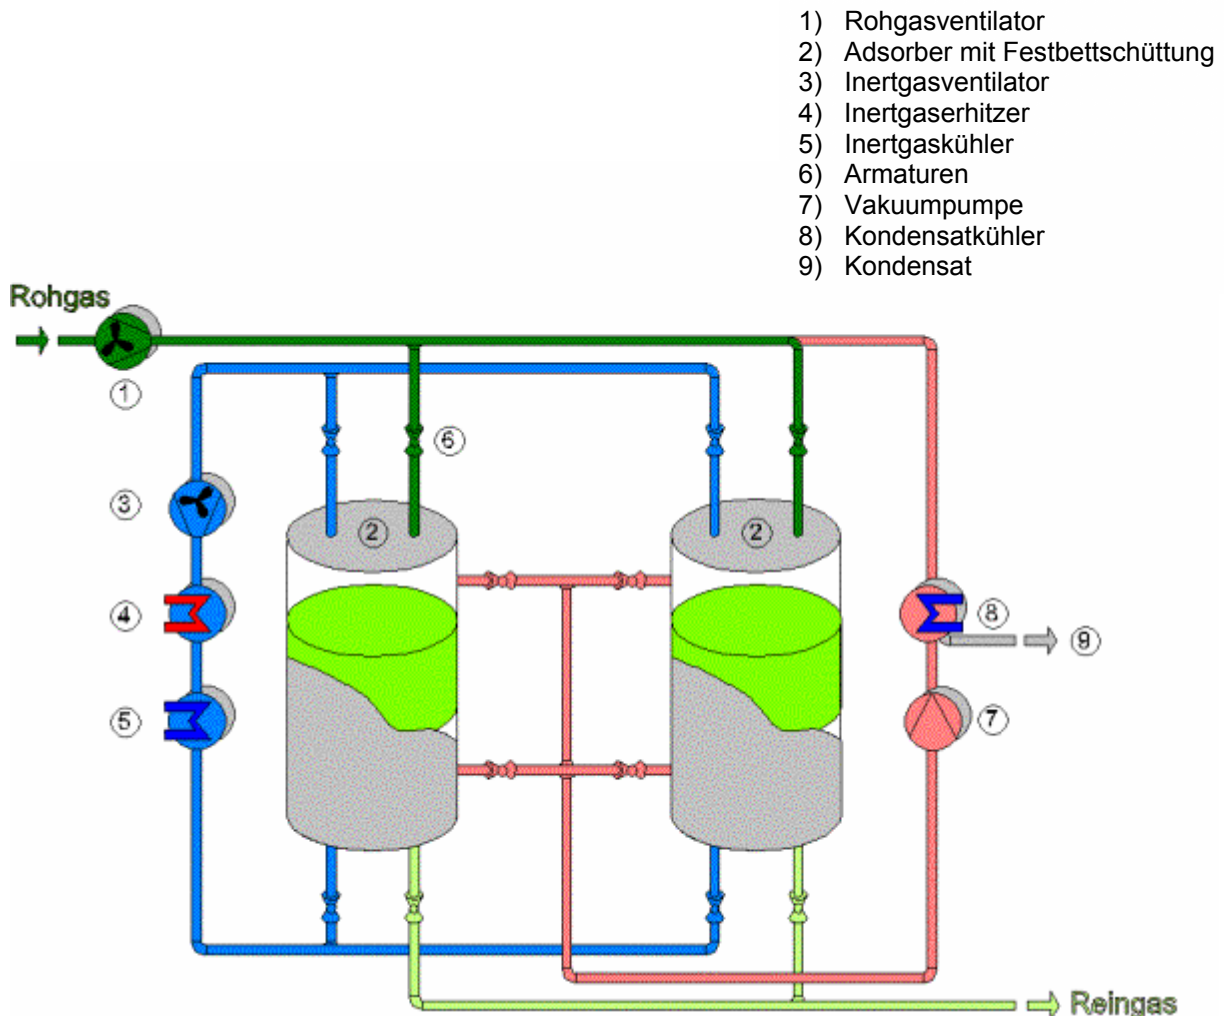 1) Rohgasventilator
2) Adsorber mit Festbettschüttung
3) Inertgasventilator
4) Inertgaserhitzer
5) Inertgaskühler
6) Armaturen
7) Vakuumpumpe
8) Kondensatkühler
9) Kondensat
Rohgas
1
6
3
2
2
4
8
9
5
7
Reingas